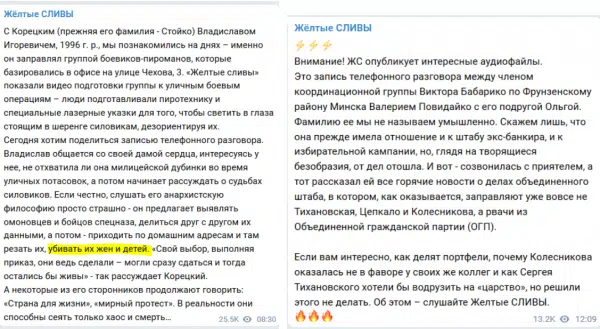 Жёлтые СЛИВЫ
С Корецким (прежняя его фамилия - Стойко) Владиславом
Игоревичем, 1996 г. р., мы познакомились на днях – именно
он заправлял группой боевиков-пироманов, которые
базировались в офисе на улице Чехова, 3. «Желтые сливы»
показали видео подготовки группы к уличным боевым
операциям – люди подготавливали пиротехнику и
специальные лазерные указки для того, чтобы светить в глаза
стоящим в шеренге силовикам, дезориентируя их.
Сегодня хотим поделиться записью телефонного разговора.
Владислав общается со своей дамой сердца, интересуясь у
нее, не отхватила ли она милицейской дубинки во время
уличных потасовок, а потом начинает рассуждать о судьбах
силовиков. Если честно, слушать его анархистскую
философию просто страшно - он предлагает выявлять
омоновцев и бойцов спецназа, делиться друг с другом их
данными, а потом - приходить по домашним адресам и там
резать их, убивать их жен и детей. «Свой выбор, выполняя
приказ, они ведь сделали – могли сразу сдаться и тогда
остались бы живы» - так рассуждает Корецкий.
А некоторые из его сторонников продолжают говорить:
«Страна для жизни», «мирный протест». В реальности они
способны сеять только хаос и смерть…
25.5K 08:30
Жёлтые СЛИВЫ
⚡⚡⚡
Внимание! ЖС опубликует интересные аудиофайлы.
Это запись телефонного разговора между членом
координационной группы Виктора Бабарико по Фрунзенскому
району Минска Валерием Повидайко с его подругой Ольгой.
Фамилию ее мы не называем умышленно. Скажем лишь, что
она прежде имела отношение и к штабу экс-банкира, и к
избирательной кампании, но, глядя на творящиеся
безобразия, от дел отошла. И вот - созвонилась с приятелем, а
тот рассказал ей все горячие новости о делах объединенного
штаба, в котором, как оказывается, заправляют уже вовсе не
Тихановская, Цепкало и Колесникова, а рвачи из
Объединенной гражданской партии (ОГП).
Если вам интересно, как делят портфели, почему Колесникова
оказалась не в фаворе у своих же коллег и как Сергея
Тихановского хотели бы водрузить на «царство», но решили
этого не делать. Об этом – слушайте Желтые СЛИВЫ.
🔥🔥🔥
13.2K 12:09